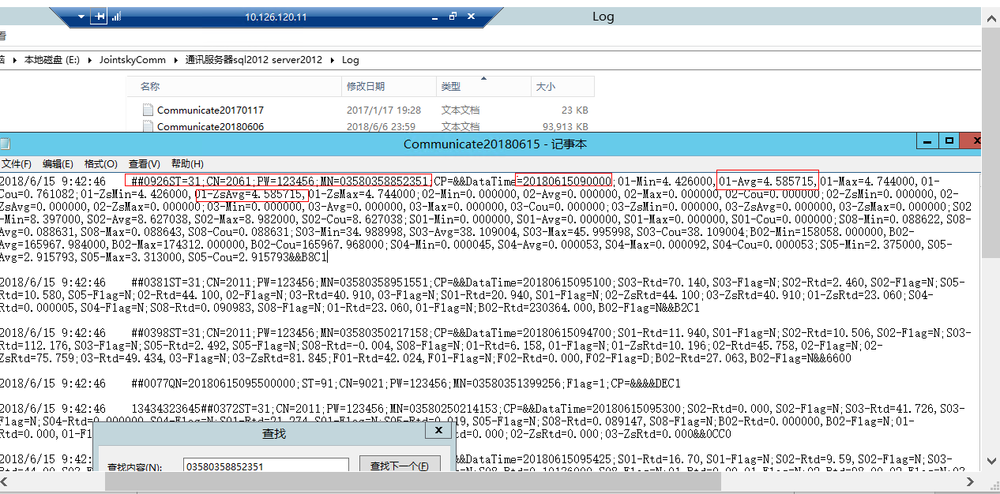 10.126.120.11
Log
看
本地磁盘 (E:) JointskyComm 通讯服务器sql2012 server2012 Log
名称 修改日期 类型 大小
Communicate20170117 2017/1/17 19:28 文本文档 23 KB
Communicate20180606 2018/6/6 23:59 文本文档 93,913 KB
Communicate20180615 - 记事本
文件(F) 编辑(E) 格式(O) 查看(V) 帮助(H)
2018/6/15 9:42:46 ##0926ST=31;CN=2061;PW=123456;MN=03580358852351;CP=&&DataTime=20180615090000;01-Min=4.426000,01-Avg=4.585715,01-Max=4.744000,01-
Cou=0.761082;01-ZsMin=4.426000,01-ZsAvg=4.585715,01-ZsMax=4.744000;02-Min=0.000000,02-Avg=0.000000,02-Max=0.000000,02-Cou=0.000000;02-ZsMin=0.000000,02-
ZsAvg=0.000000,02-ZsMax=0.000000;03-Min=0.000000,03-Avg=0.000000,03-Max=0.000000,03-Cou=0.000000;03-ZsMin=0.000000,03-ZsAvg=0.000000,03-ZsMax=0.000000;S02
-Min=8.397000,S02-Avg=8.627038,S02-Max=8.982000,S02-Cou=8.627038;S01-Min=0.000000,S01-Avg=0.000000,S01-Max=0.000000,S01-Cou=0.000000;S08-Min=0.088622,S08-
Avg=0.088631,S08-Max=0.088643,S08-Cou=0.088631;S03-Min=34.988998,S03-Avg=38.109004,S03-Max=45.995998,S03-Cou=38.109004;B02-Min=158058.000000,B02-
Avg=165967.984000,B02-Max=174312.000000,B02-Cou=165967.968000;S04-Min=0.000045,S04-Avg=0.000053,S04-Max=0.000092,S04-Cou=0.000053;S05-Min=2.375000,S05-
Avg=2.915793,S05-Max=3.313000,S05-Cou=2.915793&&B8C1
2018/6/15 9:42:46 ##0381ST=31;CN=2011;PW=123456;MN=03580358951551;CP=&&DataTime=20180615095100;S03-Rtd=70.140,S03-Flag=N;S02-Rtd=2.460,S02-Flag=N;S05-
Rtd=10.580,S05-Flag=N;02-Rtd=44.100,02-Flag=N;03-Rtd=40.910,03-Flag=N;S01-Rtd=20.940,S01-Flag=N;02-ZsRtd=44.100;03-ZsRtd=40.910;01-ZsRtd=23.060;S04-
Rtd=0.000005,S04-Flag=N;S08-Rtd=0.090983,S08-Flag=N;01-Rtd=23.060,01-Flag=N;B02-Rtd=230364.000,B02-Flag=N&&B2C1
2018/6/15 9:42:46 ##0398ST=31;CN=2011;PW=123456;MN=03580350217158;CP=&&DataTime=20180615094700;S01-Rtd=11.940,S01-Flag=N;S02-Rtd=10.506,S02-Flag=N;S03-
Rtd=112.176,S03-Flag=N;S05-Rtd=2.492,S05-Flag=N;S08-Rtd=-0.004,S08-Flag=N;01-Rtd=6.158,01-Flag=N;01-ZsRtd=10.196;02-Rtd=45.758,02-Flag=N;02-
ZsRtd=75.759;03-Rtd=49.434,03-Flag=N;03-ZsRtd=81.845;F01-Rtd=42.024,F01-Flag=N;F02-Rtd=0.000,F02-Flag=D;B02-Rtd=27.063,B02-Flag=N&&6600
2018/6/15 9:42:46 ##0077QN=20180615095500000;ST=91;CN=9021;PW=123456;MN=03580351399256;Flag=1;CP=&&&&DEC1
2018/6/15 9:42:46 13434323645##0372ST=31;CN=2011;PW=123456;MN=03580250214153;CP=&&DataTime=20180615095300;S02-Rtd=0.000,S02-Flag=N;S03-Rtd=41.726,S03-
Flag=N;S04-Rtd=0.000000,S04-Flag=N;S01-Rtd=21.274,S01-Flag=N;S05-Rtd=0.019,S05-Flag=N;S08-Rtd=0.089147,S08-Flag=N;B02-Rtd=0.000000,B02-Flag=N;01-
Rtd=0.000,01-F td=0.000;02-ZsRtd=0.000;03-ZsRtd=0.000&&0CC0
查找
2018/6/15 9:42 &&DataTime=20180615095425;S01-Rtd=16.70,S01-Flag=N;S02-Rtd=9.59,S02-Flag=N;S03-
查找内容(N): 03580358852351 查找下一个(F)